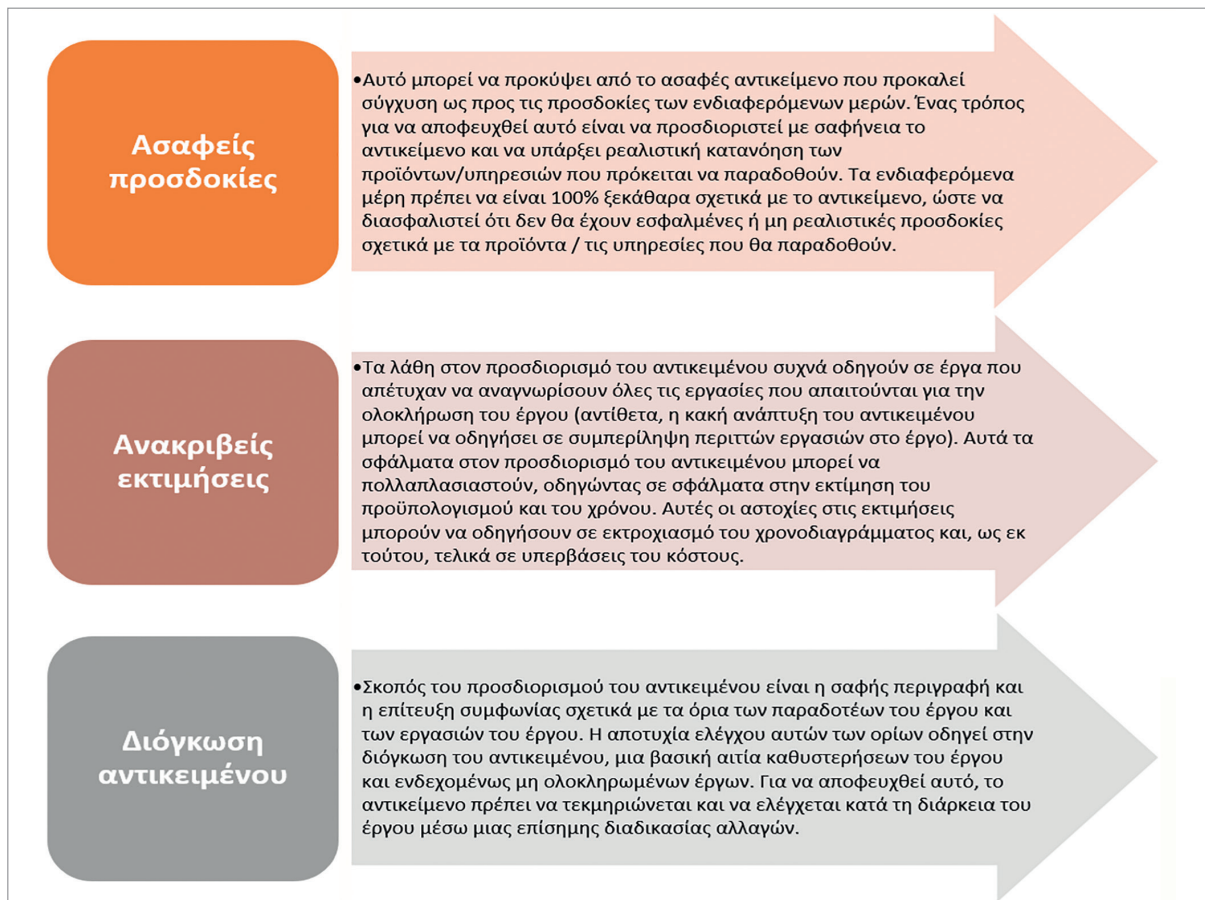 Ασαφείς
προσδοκίες
•Αυτό μπορεί να προκύψει από το ασαφές αντικείμενο που προκαλεί
σύγχυση ως προς τις προσδοκίες των ενδιαφερόμενων μερών. Ένας τρόπος
για να αποφευχθεί αυτό είναι να προσδιοριστεί με σαφήνεια το
αντικείμενο και να υπάρξει ρεαλιστική κατανόηση των
προϊόντων/υπηρεσιών που πρόκειται να παραδοθούν. Τα ενδιαφερόμενα
μέρη πρέπει να είναι 100% ξεκάθαρα σχετικά με το αντικείμενο, ώστε να
διασφαλιστεί ότι δεν θα έχουν εσφαλμένες ή μη ρεαλιστικές προσδοκίες
σχετικά με τα προϊόντα / τις υπηρεσίες που θα παραδοθούν.
Ανακριβείς
εκτιμήσεις
•Τα λάθη στον προσδιορισμό του αντικειμένου συχνά οδηγούν σε έργα που
απέτυχαν να αναγνωρίσουν όλες τις εργασίες που απαιτούνται για την
ολοκλήρωση του έργου (αντίθετα, η κακή ανάπτυξη του αντικειμένου
μπορεί να οδηγήσει σε συμπερίληψη περιττών εργασιών στο έργο). Αυτά τα
σφάλματα στον προσδιορισμό του αντικειμένου μπορεί να
πολλαπλασιαστούν, οδηγώντας σε σφάλματα στην εκτίμηση του
προϋπολογισμού και του χρόνου. Αυτές οι αστοχίες στις εκτιμήσεις
μπορούν να οδηγήσουν σε εκτροχιασμό του χρονοδιαγράμματος και, ως εκ
τούτου, τελικά σε υπερβάσεις του κόστους.
Διόγκωση
αντικειμένου
•Σκοπός του προσδιορισμού του αντικειμένου είναι η σαφής περιγραφή και
η επίτευξη συμφωνίας σχετικά με τα όρια των παραδοτέων του έργου και
των εργασιών του έργου. Η αποτυχία ελέγχου αυτών των ορίων οδηγεί στην
διόγκωση του αντικειμένου, μια βασική αιτία καθυστερήσεων του έργου
και ενδεχομένως μη ολοκληρωμένων έργων. Για να αποφευχθεί αυτό, το
αντικείμενο πρέπει να τεκμηριώνεται και να ελέγχεται κατά τη διάρκεια του
έργου μέσω μιας επίσημης διαδικασίας αλλαγών.